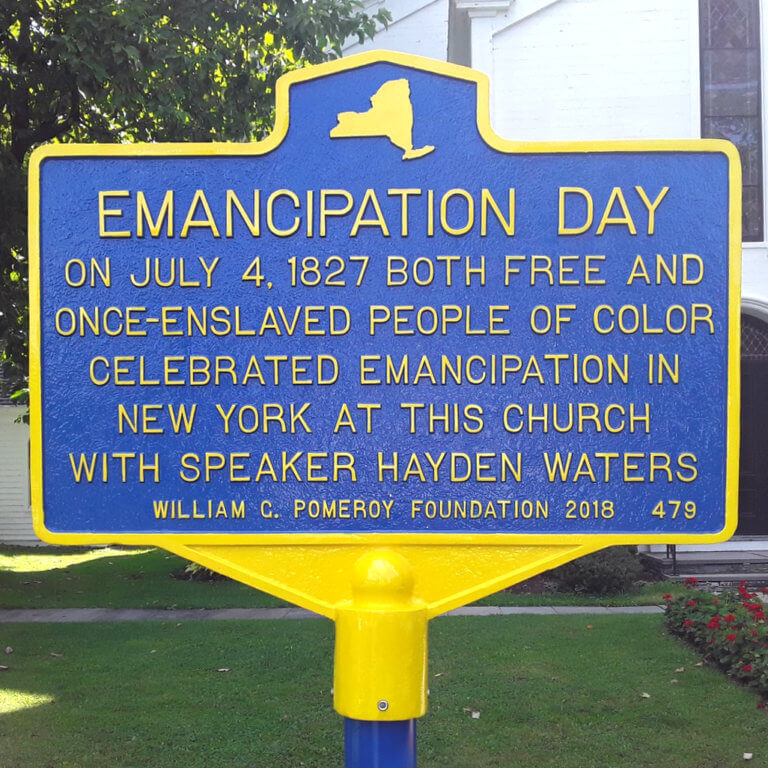 EMANCIPATION DAY
ON JULY 4, 1827 BOTH FREE AND
ONCE-ENSLAVED PEOPLE OF COLOR
CELEBRATED EMANCIPATION IN
NEW YORK AT THIS CHURCH
WITH SPEAKER HAYDEN WATERS
WILLIAM G. POMEROY FOUNDATION 2018 479